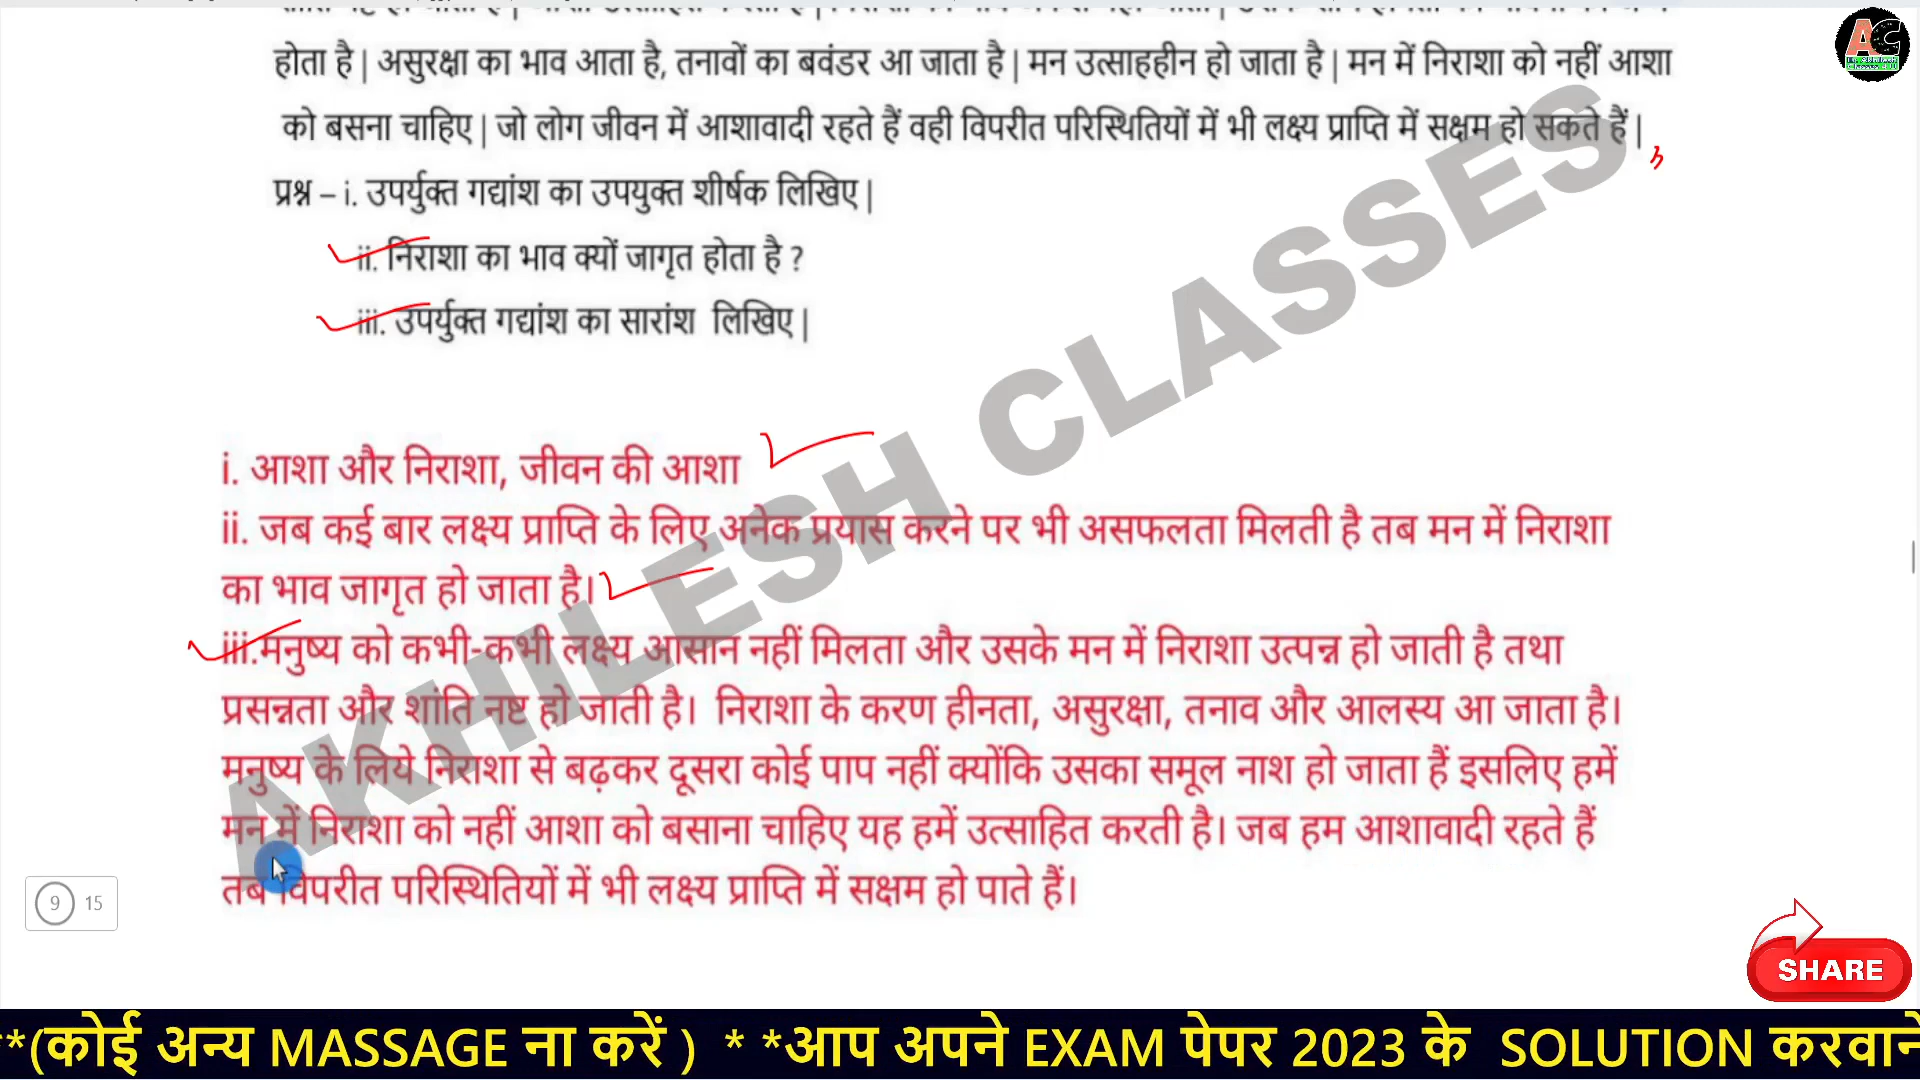 होता है | असुरक्षा का भाव आता है, तनावों का बवंडर आ जाता है | मन उत्साहहीन हो जाता है | मन में निराशा को नहीं आशा
को बसना चाहिए | जो लोग जीवन में आशावादी रहते हैं वही विपरीत परिस्थितियों में भी लक्ष्य प्राप्ति में सक्षम हो सकते हैं |
प्रश्न – i. उपर्युक्त गद्यांश का उपयुक्त शीर्षक लिखिए |
ii. निराशा का भाव क्यों जागृत होता है ?
iii. उपर्युक्त गद्यांश का सारांश लिखिए |
AKHILESH CLASSES
i. आशा और निराशा, जीवन की आशा
ii. जब कई बार लक्ष्य प्राप्ति के लिए अनेक प्रयास करने पर भी असफलता मिलती है तब मन में निराशा
का भाव जागृत हो जाता है।
iii.मनुष्य को कभी-कभी लक्ष्य आसान नहीं मिलता और उसके मन में निराशा उत्पन्न हो जाती है तथा
प्रसन्नता और शांति नष्ट हो जाती है। निराशा के करण हीनता, असुरक्षा, तनाव और आलस्य आ जाता है।
मनुष्य के लिये निराशा से बढ़कर दूसरा कोई पाप नहीं क्योंकि उसका समूल नाश हो जाता हैं इसलिए हमें
मन में निराशा को नहीं आशा को बसाना चाहिए यह हमें उत्साहित करती है। जब हम आशावादी रहते हैं
तब विपरीत परिस्थितियों में भी लक्ष्य प्राप्ति में सक्षम हो पाते हैं।
9 15
SHARE
*(कोई अन्य MASSAGE ना करें ) * *आप अपने EXAM पेपर 2023 के SOLUTION करवाने